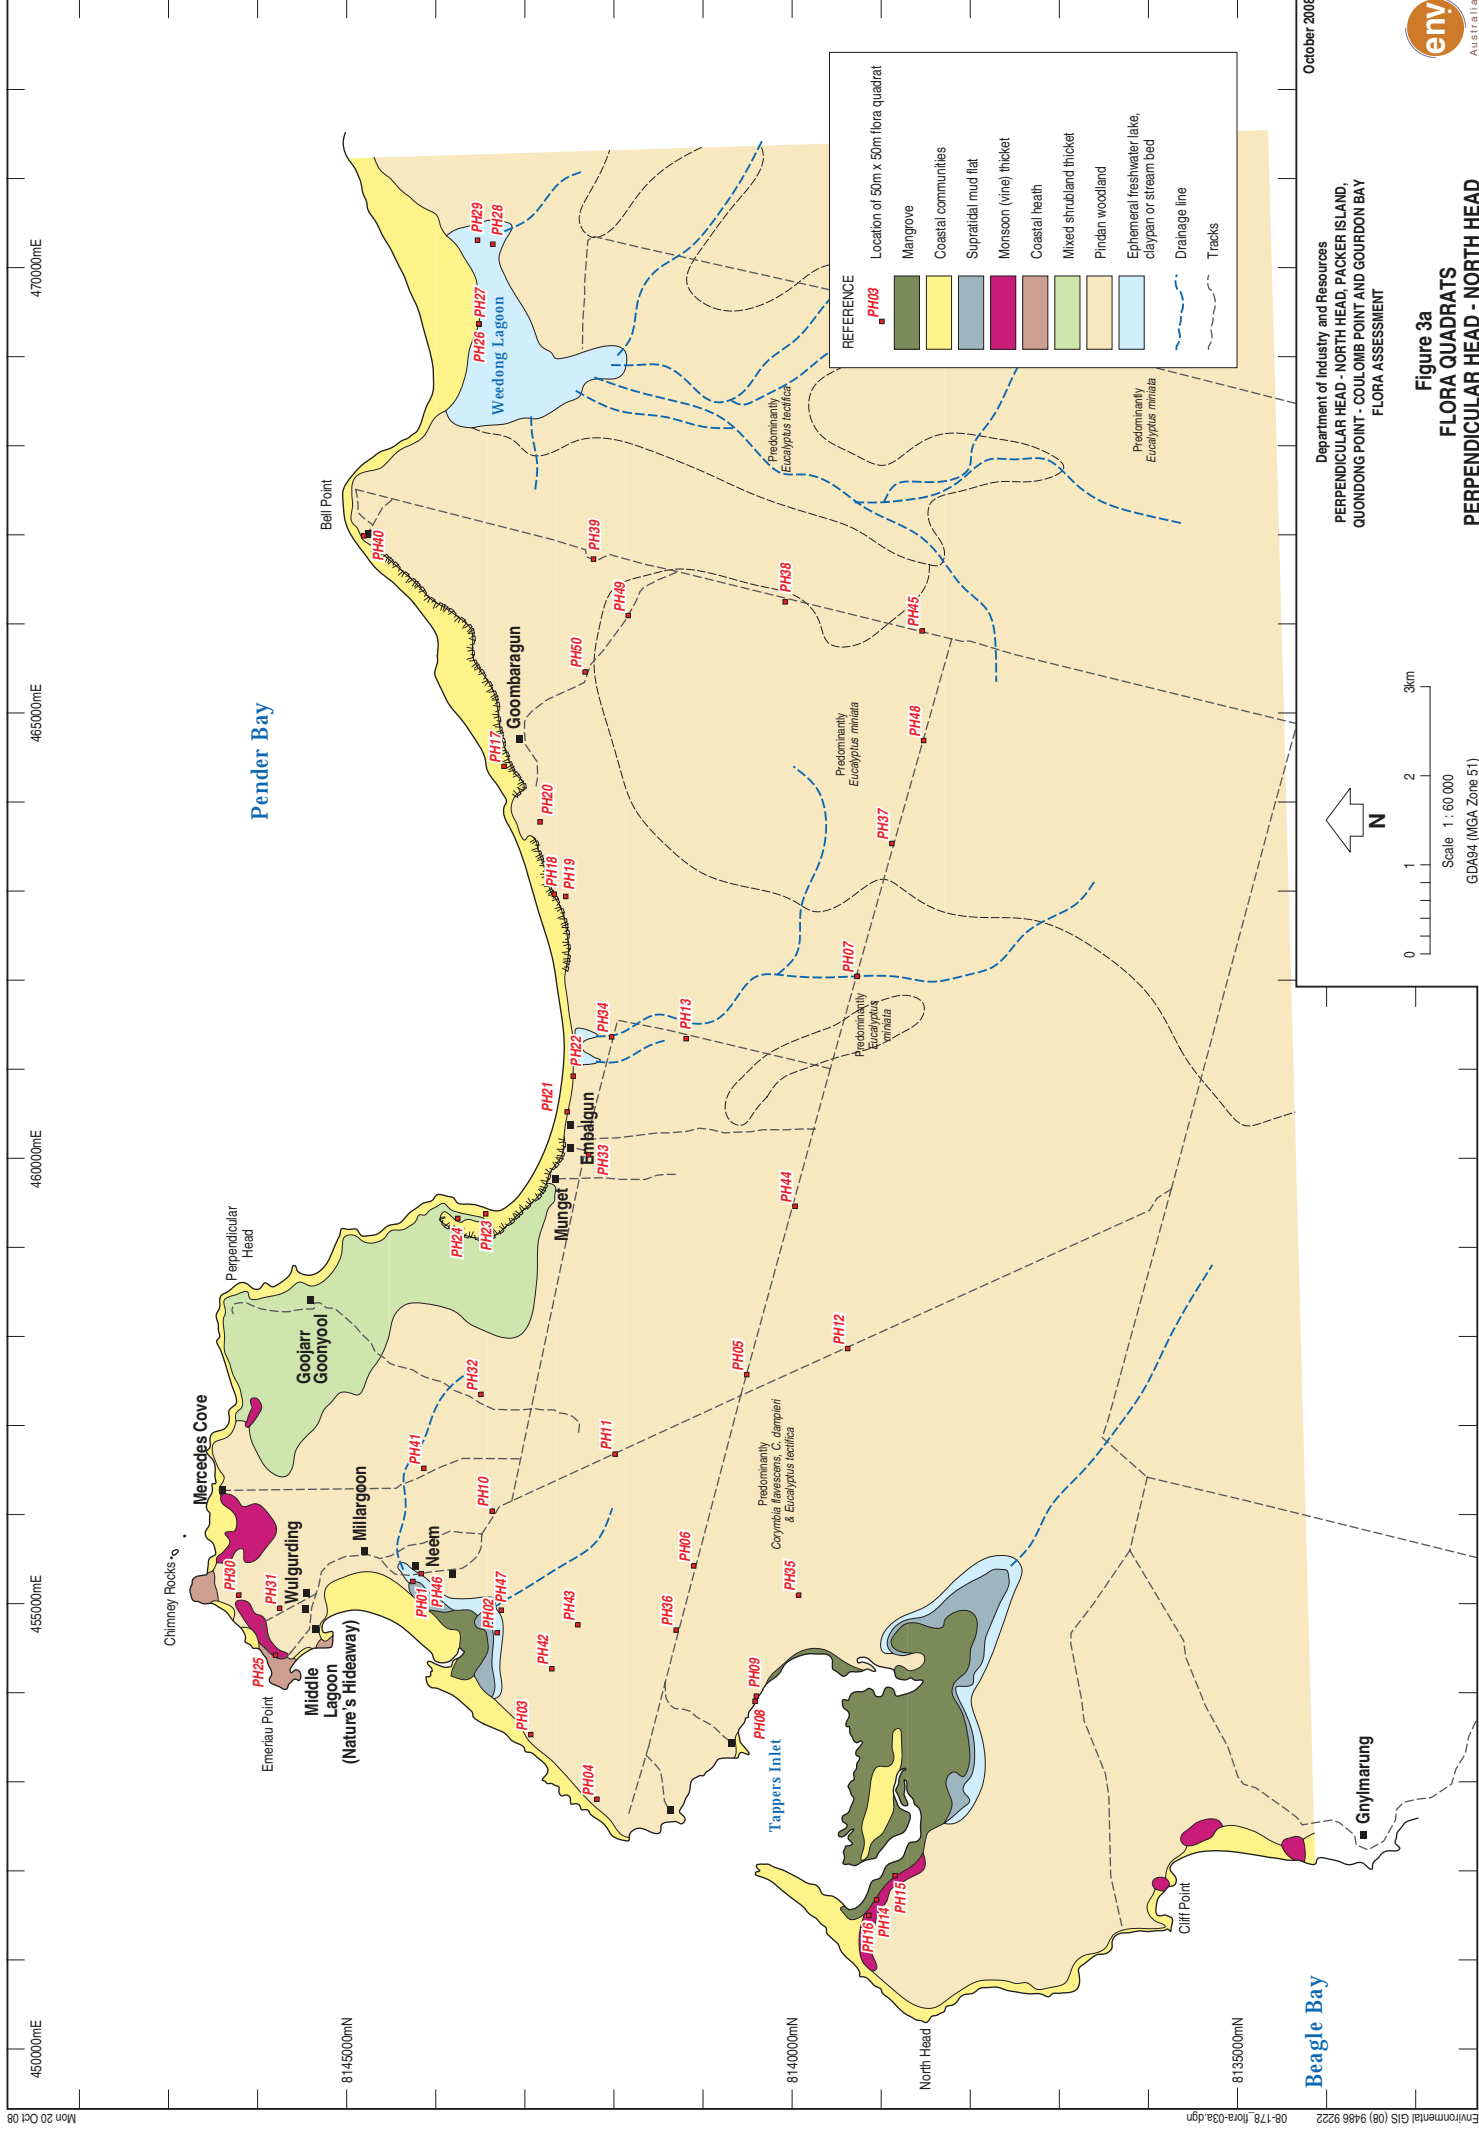 450000mE
455000mE
460000mE
465000mE
470000mE
8145000mN
8140000mN
8135000mN
Pender Bay
Beagle Bay
Tappers Inlet
Weedong Lagoon
Chimney Rocks
Emeriau Point
Mercedes Cove
Perpendicular
Head
Bell Point
Middle
Lagoon
(Nature's Hideaway)
Wulgurding
Millargoon
Neem
Goojarr
Goonyool
Munget
Embalgun
Goombaragun
North Head
Cliff Point
Gnylmarung
PH25
PH30
PH31
PH01
PH46
PH02
PH47
PH41
PH32
PH10
PH11
PH42
PH43
PH03
PH04
PH36
PH06
PH35
PH05
PH12
PH08
PH09
PH16
PH14
PH15
PH24
PH23
PH33
PH21
PH22
PH34
PH13
PH44
PH07
PH18
PH19
PH20
PH17
PH37
PH48
PH50
PH49
PH39
PH38
PH45
PH40
PH26
PH27
PH29
PH28
Predominantly
Corymbia flavescens, C. dampieri
& Eucalyptus tectifica
Predominantly
Eucalyptus
miniata
Predominantly
Eucalyptus miniata
Predominantly
Eucalyptus tectifica
Predominantly
Eucalyptus miniata
REFERENCE
PH03
Location of 50m x 50m flora quadrat
Mangrove
Coastal communities
Supratidal mud flat
Monsoon (vine) thicket
Coastal heath
Mixed shrubland thicket
Pindan woodland
Ephemeral freshwater lake,
claypan or stream bed
Drainage line
Tracks
N
0
1
2
3km
Scale 1 : 60 000
GDA94 (MGA Zone 51)
October 2008
Department of Industry and Resources
PERPENDICULAR HEAD - NORTH HEAD, PACKER ISLAND,
QUONDONG POINT - COULOMB POINT AND GOURDON BAY
FLORA ASSESSMENT
Figure 3a
FLORA QUADRATS
PERPENDICULAR HEAD - NORTH HEAD
env
Australia
Environmental GIS (08) 9486 9222
08-178_flora-03a.dgn
Mon 20 Oct 08